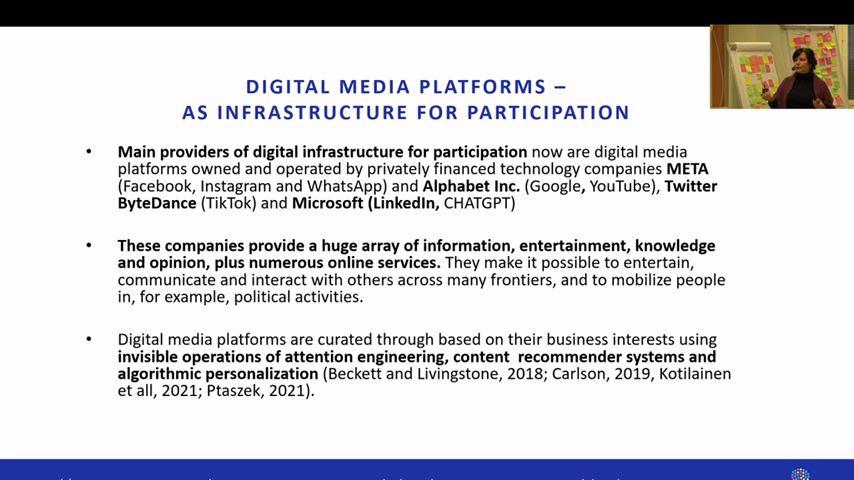 DIGITAL MEDIA PLATFORMS –
AS INFRASTRUCTURE FOR PARTICIPATION
• Main providers of digital infrastructure for participation now are digital media
platforms owned and operated by privately financed technology companies META
(Facebook, Instagram and WhatsApp) and Alphabet Inc. (Google, YouTube), Twitter
ByteDance (TikTok) and Microsoft (LinkedIn, CHATGPT)
• These companies provide a huge array of information, entertainment, knowledge
and opinion, plus numerous online services. They make it possible to entertain,
communicate and interact with others across many frontiers, and to mobilize people
in, for example, political activities.
• Digital media platforms are curated through based on their business interests using
invisible operations of attention engineering, content recommender systems and
algorithmic personalization (Beckett and Livingstone, 2018; Carlson, 2019, Kotilainen
et all, 2021; Ptaszek, 2021).